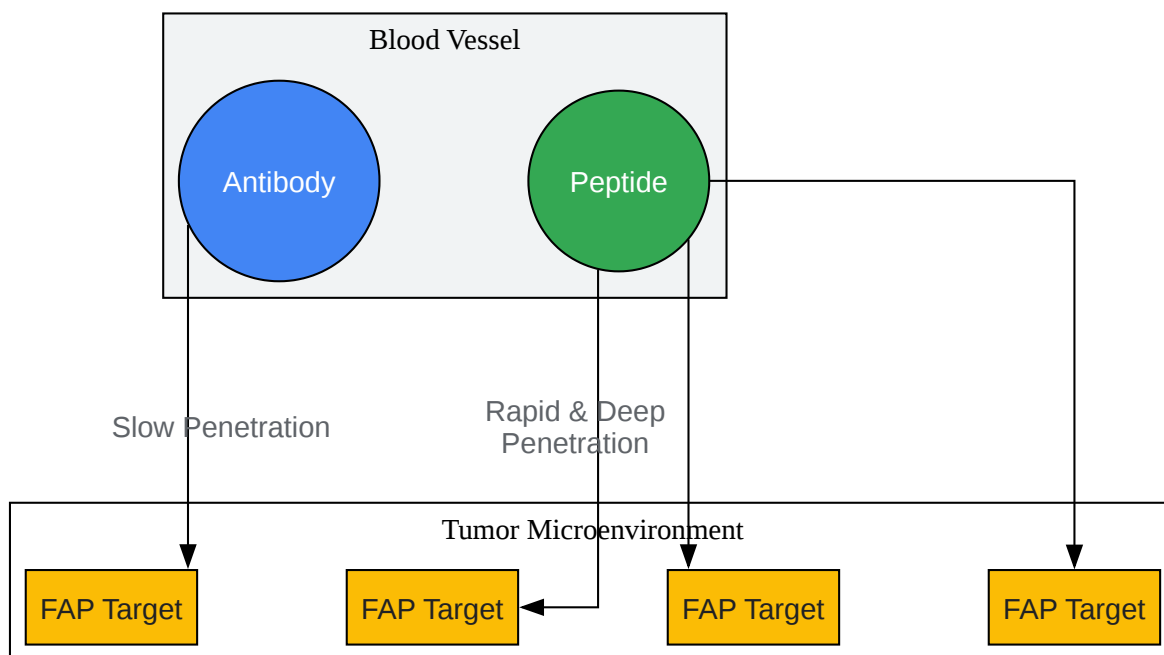 Blood Vessel
Antibody
Peptide
Slow Penetration
Rapid & Deep
Penetration
Tumor Microenvironment
FAP Target
FAP Target
FAP Target
FAP Target